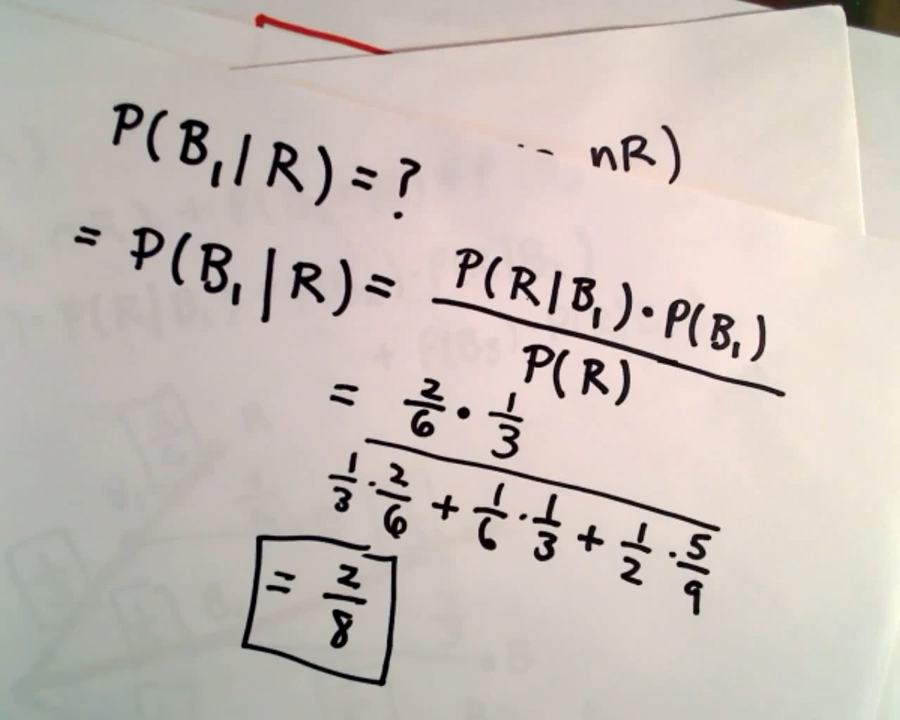 nR)
P(B₁|R) = ?
= P(B₁|R) = P(R|B₁)·P(B₁)
P(R)
= 2/6 · 1/3
1/3 · 2/6 + 1/6 · 1/3 + 1/2 · 5/9
= 2/8